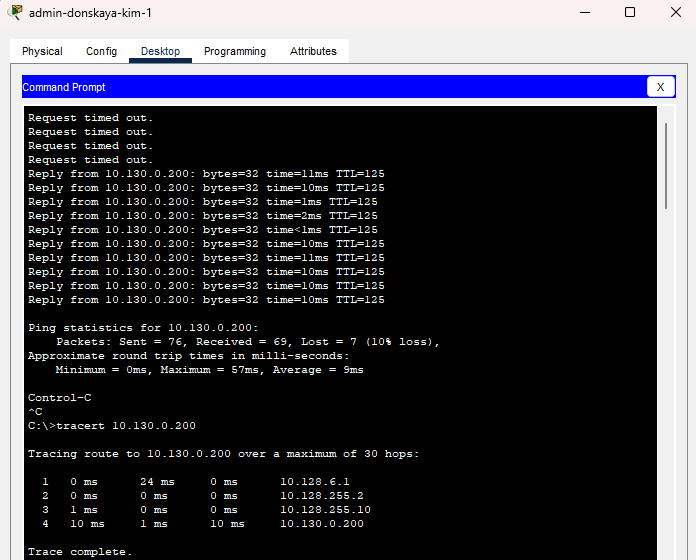 admin-donskaya-kim-1
Physical Config Desktop Programming Attributes
Command Prompt X
Request timed out.
Request timed out.
Request timed out.
Request timed out.
Reply from 10.130.0.200: bytes=32 time=11ms TTL=125
Reply from 10.130.0.200: bytes=32 time=10ms TTL=125
Reply from 10.130.0.200: bytes=32 time=1ms TTL=125
Reply from 10.130.0.200: bytes=32 time=2ms TTL=125
Reply from 10.130.0.200: bytes=32 time<1ms TTL=125
Reply from 10.130.0.200: bytes=32 time=10ms TTL=125
Reply from 10.130.0.200: bytes=32 time=11ms TTL=125
Reply from 10.130.0.200: bytes=32 time=10ms TTL=125
Reply from 10.130.0.200: bytes=32 time=10ms TTL=125
Reply from 10.130.0.200: bytes=32 time=10ms TTL=125
Ping statistics for 10.130.0.200:
Packets: Sent = 76, Received = 69, Lost = 7 (10% loss),
Approximate round trip times in milli-seconds:
Minimum = 0ms, Maximum = 57ms, Average = 9ms
Control-C
^C
C:\>tracert 10.130.0.200
Tracing route to 10.130.0.200 over a maximum of 30 hops:
1 0 ms 24 ms 0 ms 10.128.6.1
2 0 ms 0 ms 0 ms 10.128.255.2
3 1 ms 0 ms 0 ms 10.128.255.10
4 10 ms 1 ms 10 ms 10.130.0.200
Trace complete.